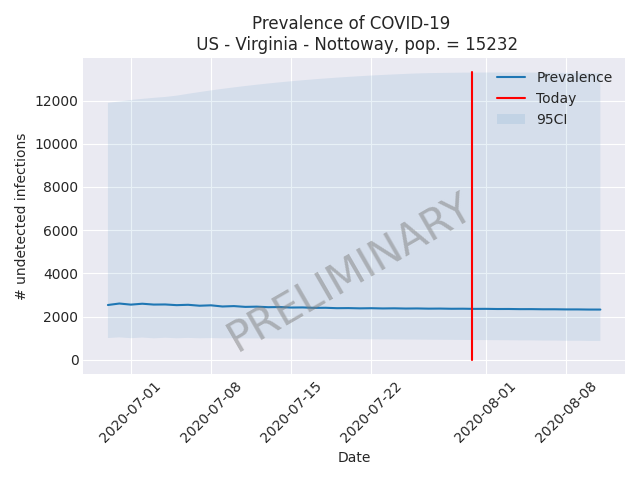 Prevalence of COVID-19
US - Virginia - Nottoway, pop. = 15232
Prevalence
Today
95CI
12000
10000
8000
6000
4000
2000
0
# undetected infections
PRELIMINARY
2020-07-01
2020-07-08
2020-07-15
2020-07-22
2020-08-01
2020-08-08
Date